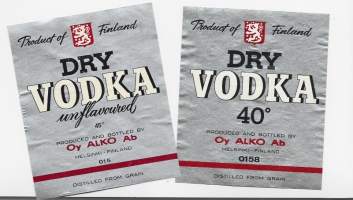 Product of Finland
DRY
VODKA
unflavoured
45°
PRODUCED AND BOTTLED BY
Oy ALKO Ab
HELSINKI-FINLAND
015
DISTILLED FROM GRAIN
Product of Finland
DRY
VODKA
40°
PRODUCED AND BOTTLED BY
Oy ALKO Ab
HELSINKI-FINLAND
0158
DISTILLED FROM GRAIN